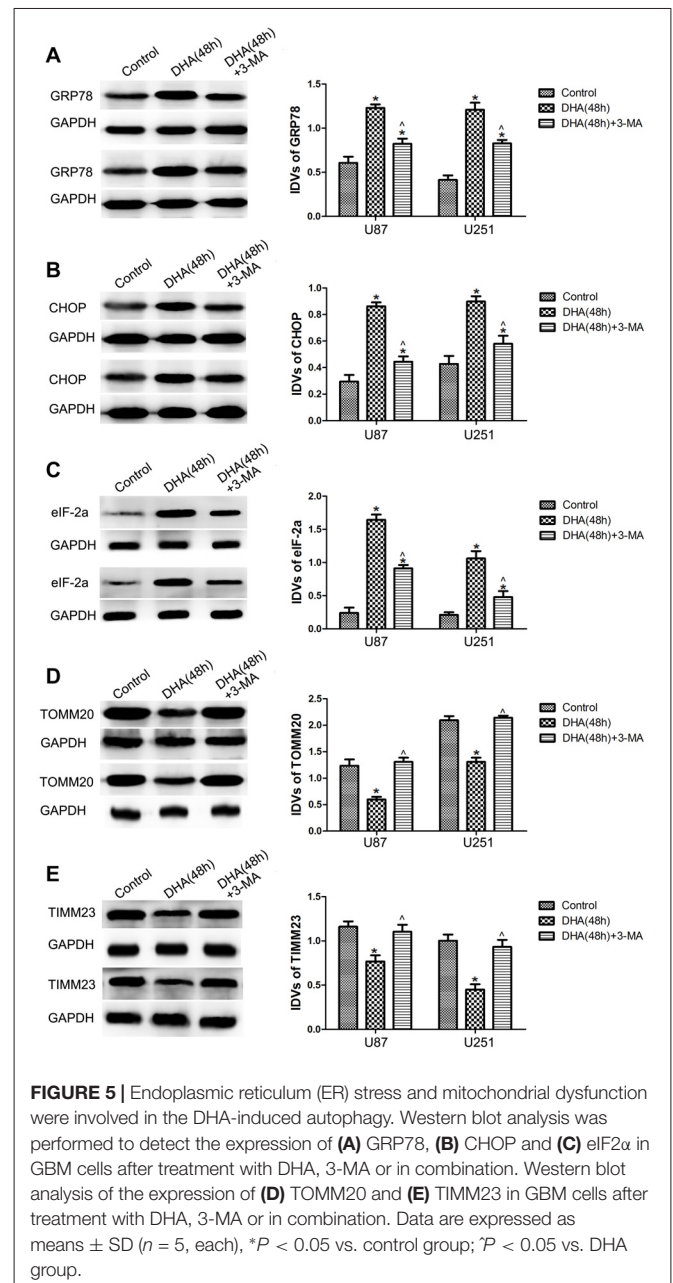 A
Control
DHA(48h)
DHA(48h)
+3-MA
GRP78
GAPDH
GRP78
GAPDH
IDVs of GRP78
1.5
1.0
0.5
0.0
* * ^ * * ^ *
U87 U251
Control
DHA(48h)
DHA(48h)+3-MA
B
Control
DHA(48h)
DHA(48h)
+3-MA
CHOP
GAPDH
CHOP
GAPDH
IDVs of CHOP
1.0
0.8
0.6
0.4
0.2
0.0
* ^ * * ^ *
U87 U251
Control
DHA(48h)
DHA(48h)+3-MA
C
Control
DHA(48h)
DHA(48h)
+3-MA
eIF-2a
GAPDH
eIF-2a
GAPDH
IDVs of eIF-2a
2.0
1.5
1.0
0.5
0.0
* ^ * * ^ *
U87 U251
Control
DHA(48h)
DHA(48h)+3-MA
D
Control
DHA(48h)
DHA(48h)
+3-MA
TOMM20
GAPDH
TOMM20
GAPDH
IDVs of TOMM20
2.5
2.0
1.5
1.0
0.5
0.0
* ^ * ^
U87 U251
Control
DHA(48h)
DHA(48h)+3-MA
E
Control
DHA(48h)
DHA(48h)
+3-MA
TIMM23
GAPDH
TIMM23
GAPDH
IDVs of TIMM23
1.5
1.0
0.5
0.0
* ^ * ^
U87 U251
Control
DHA(48h)
DHA(48h)+3-MA
FIGURE 5 | Endoplasmic reticulum (ER) stress and mitochondrial dysfunction
were involved in the DHA-induced autophagy. Western blot analysis was
performed to detect the expression of (A) GRP78, (B) CHOP and (C) eIF2α in
GBM cells after treatment with DHA, 3-MA or in combination. Western blot
analysis of the expression of (D) TOMM20 and (E) TIMM23 in GBM cells after
treatment with DHA, 3-MA or in combination. Data are expressed as
means ± SD (n = 5, each), *P < 0.05 vs. control group; ^P < 0.05 vs. DHA
group.